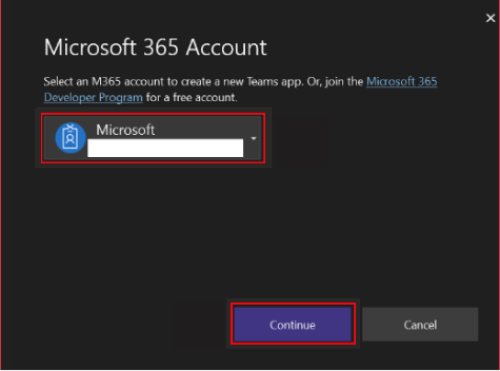 Microsoft 365 Account
Select an M365 account to create a new Teams app. Or, join the Microsoft 365
Developer Program for a free account.
Microsoft
Continue
Cancel